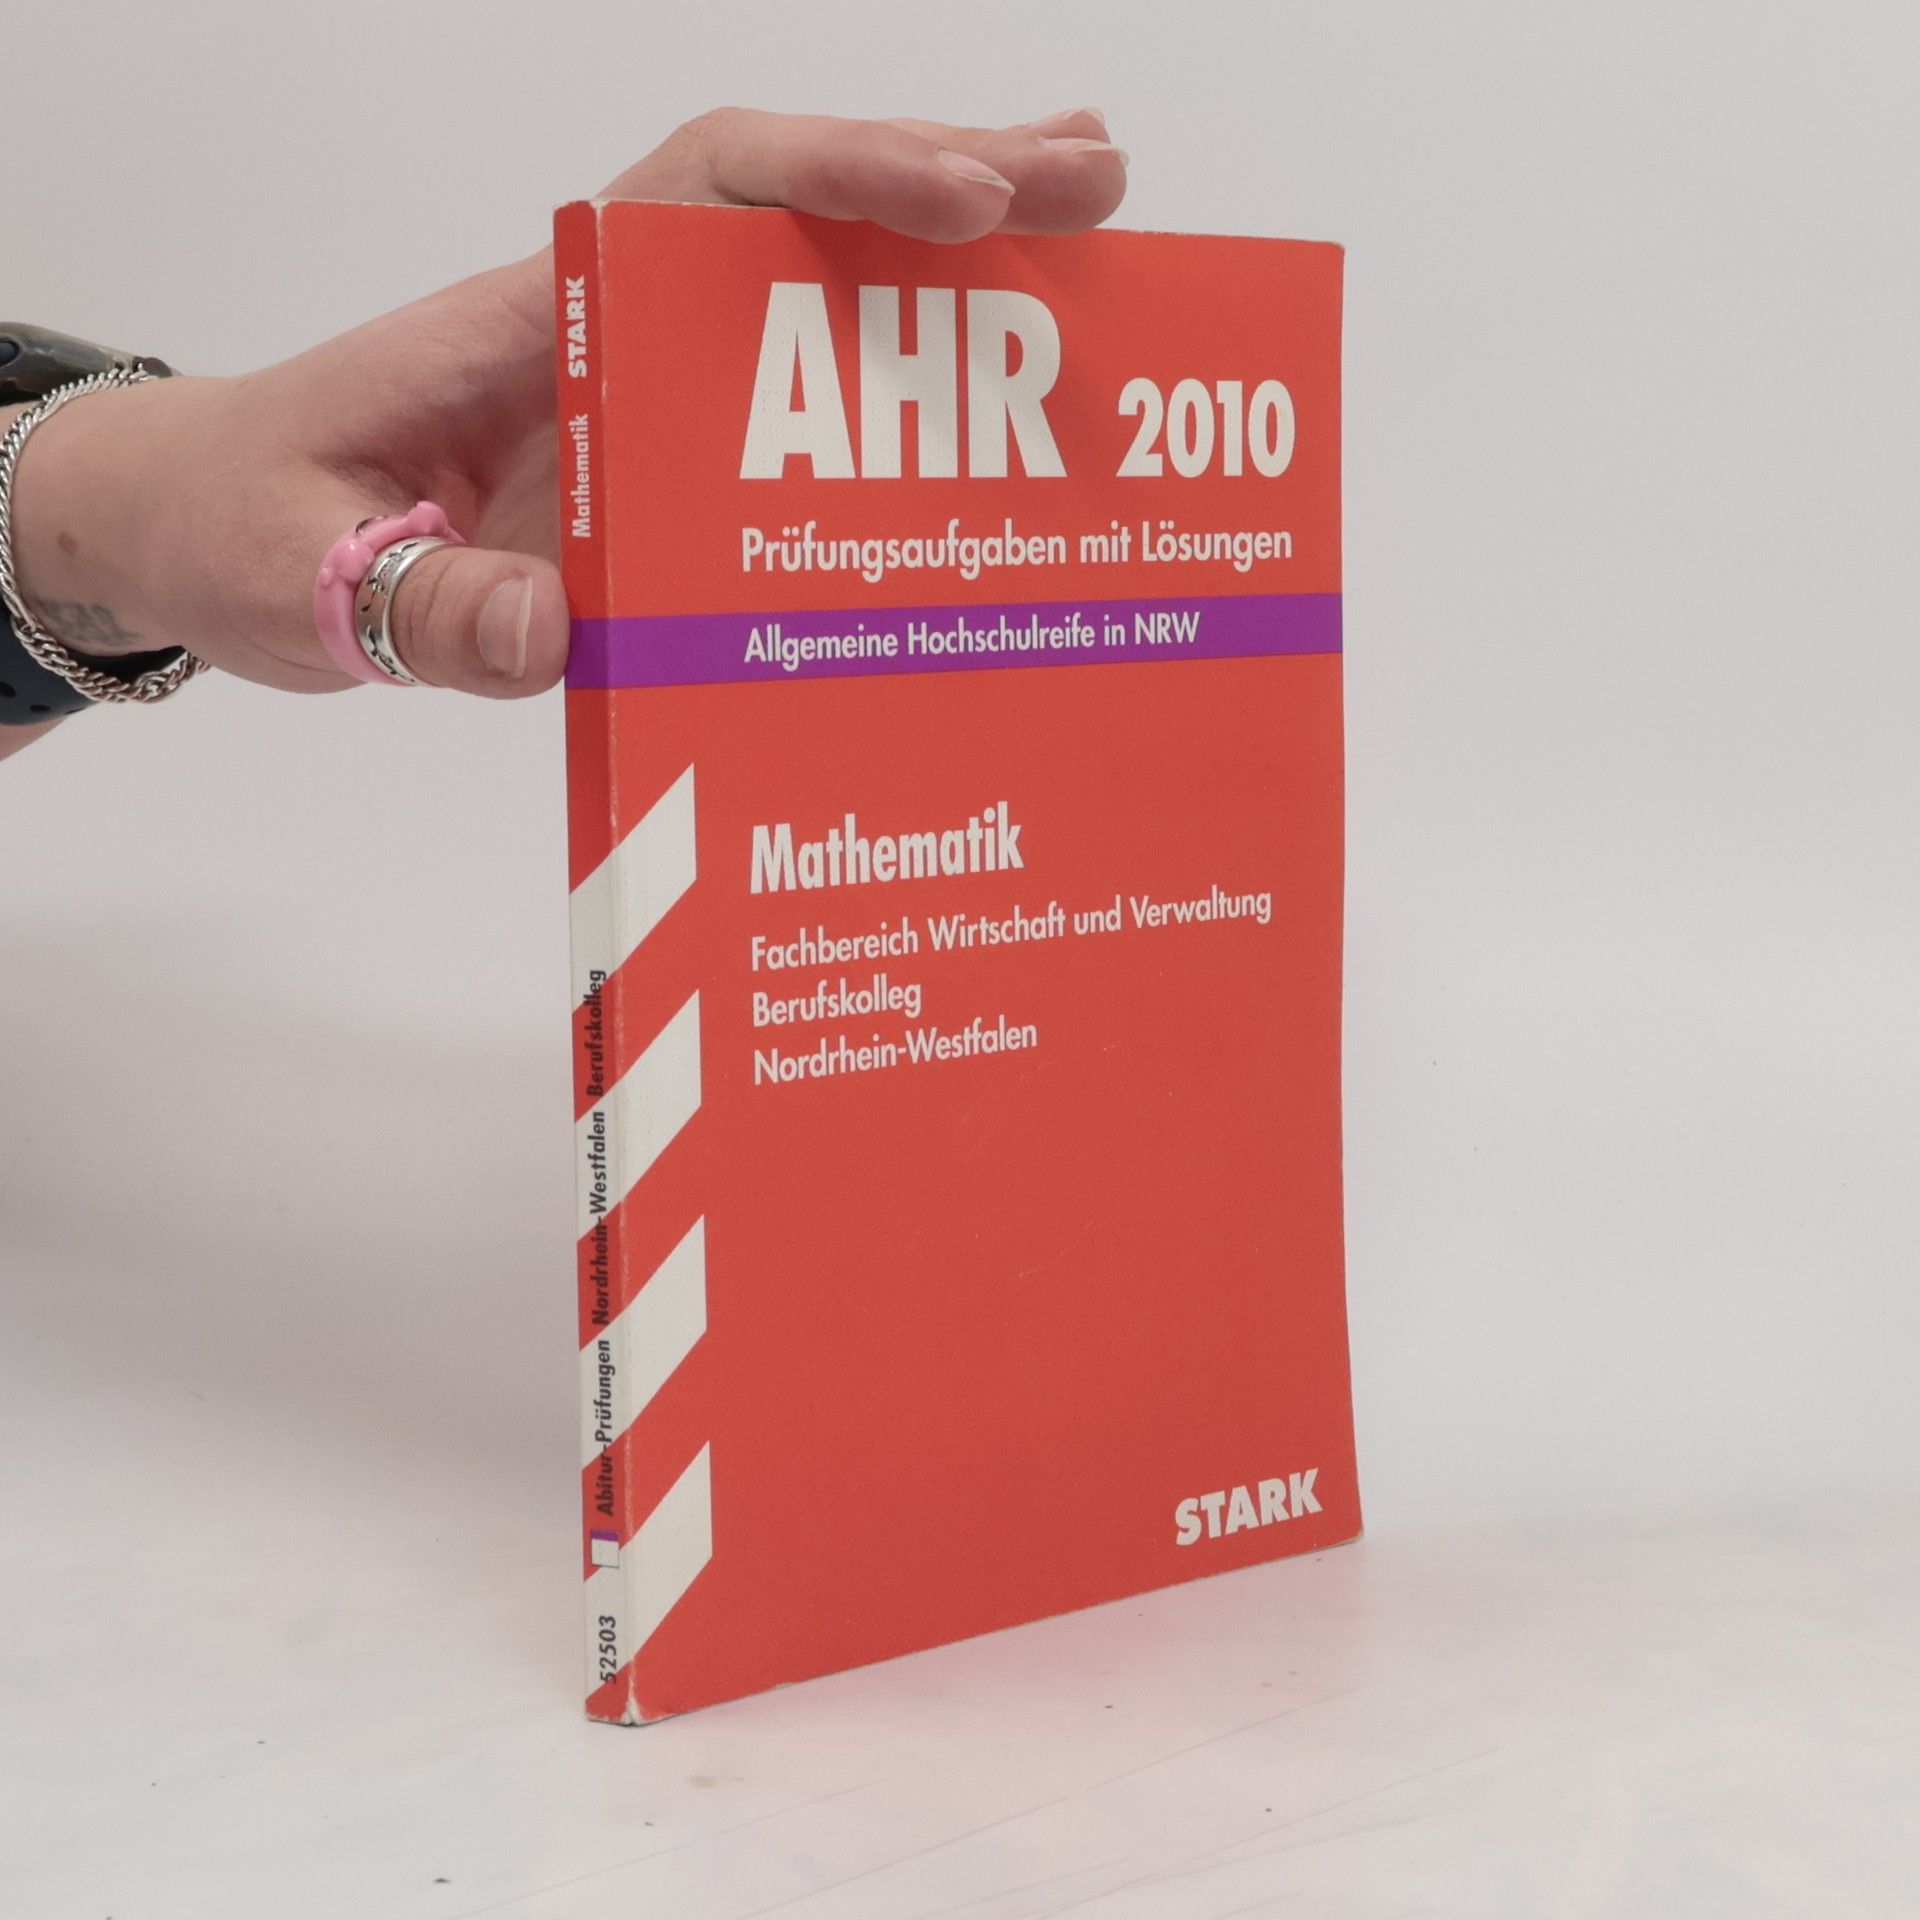 AHR 2010
Prüfungsaufgaben mit Lösungen
Allgemeine Hochschulreife in NRW
Mathematik
Fachbereich Wirtschaft und Verwaltung
Berufskolleg
Nordrhein-Westfalen
STARK
52503 Abitur-Prüfungen Nordrhein-Westfalen Berufskolleg Mathematik STARK